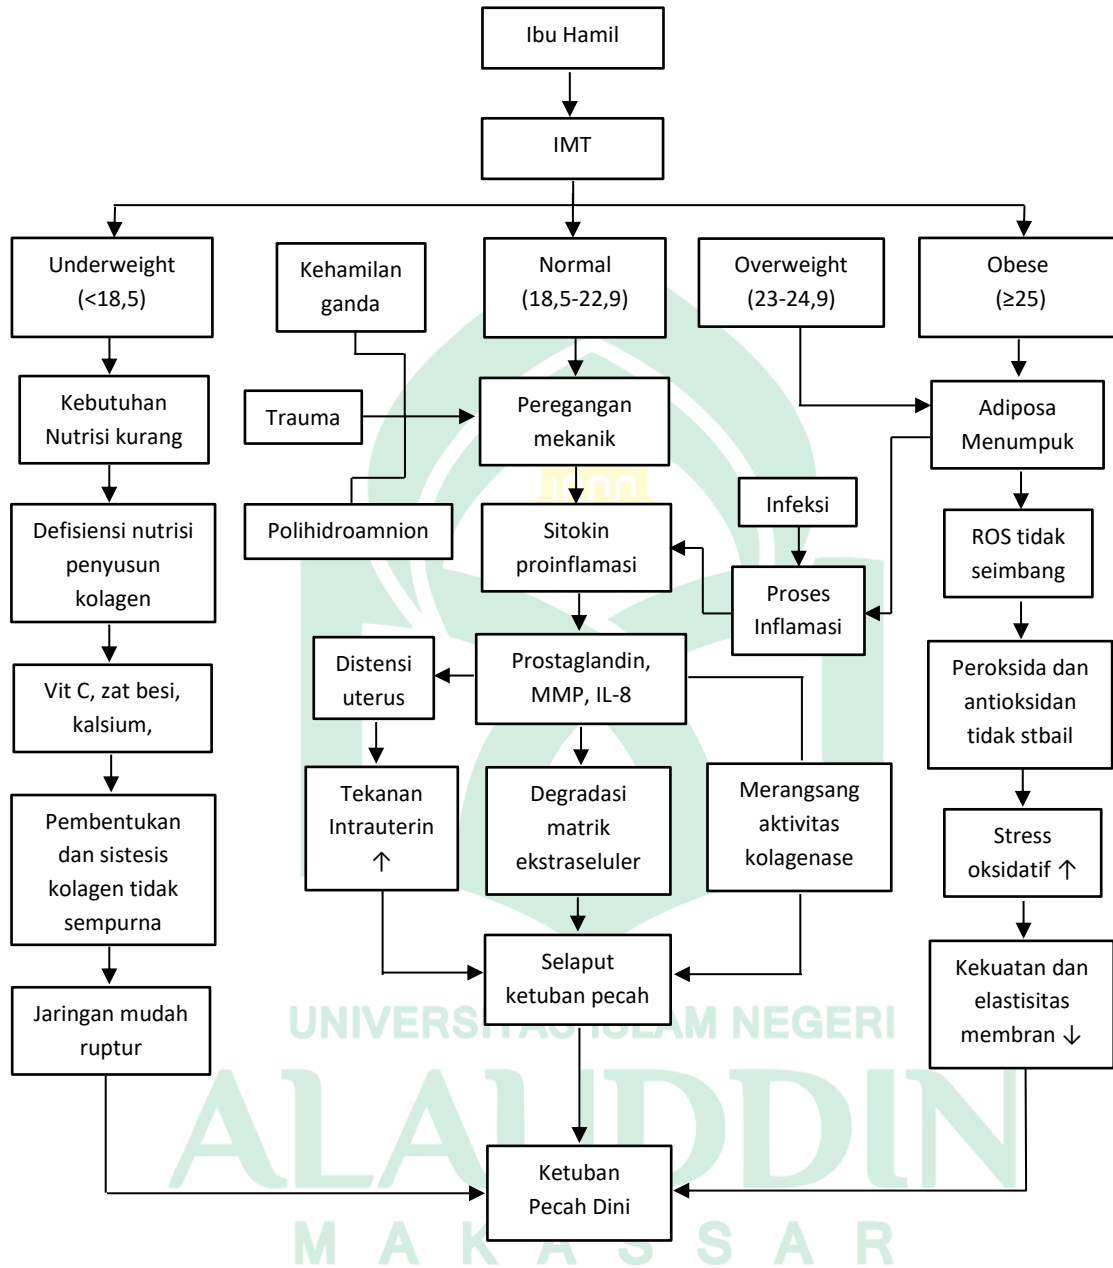 Ibu Hamil
IMT
Underweight
(<18,5)
Kehamilan
ganda
Normal
(18,5-22,9)
Overweight
(23-24,9)
Obese
(≥25)
Kebutuhan
Nutrisi kurang
Trauma
Peregangan
mekanik
Adiposa
Menumpuk
Defisiensi nutrisi
penyusun
kolagen
Polihidroamnion
Sitokin
proinflamasi
Infeksi
ROS tidak
seimbang
Proses
Inflamasi
Vit C, zat besi,
kalsium,
Distensi
uterus
Prostaglandin,
MMP, IL-8
Peroksida dan
antioksidan
tidak stbail
Pembentukan
dan sistesis
kolagen tidak
sempurna
Tekanan
Intrauterin
↑
Degradasi
matrik
ekstraseluler
Merangsang
aktivitas
kolagenase
Stress
oksidatif ↑
Jaringan mudah
ruptur
Selaput
ketuban pecah
Kekuatan dan
elastisitas
membran ↓
UNIVERSITAS ISLAM NEGERI
ALAUDDIN
Ketuban
Pecah Dini
MAKASSAR